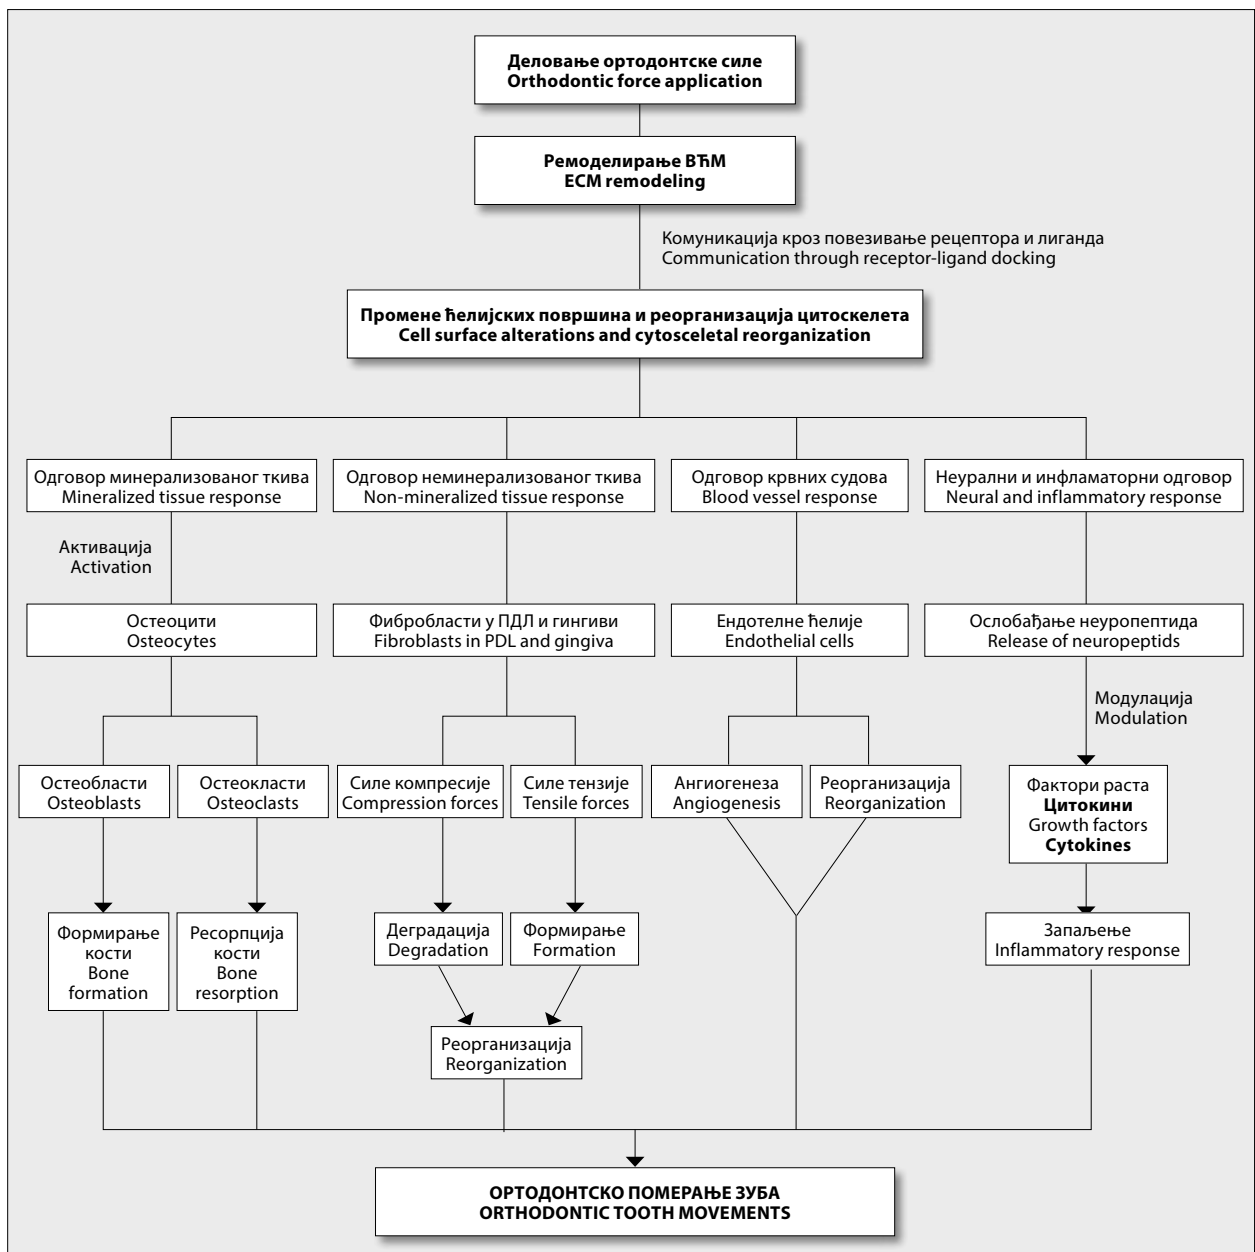 Деловање ортодонтске силе
Orthodontic force application
Ремоделирање ВЋМ
ECM remodeling
Комуникација кроз повезивање рецептора и лиганда
Communication through receptor-ligand docking
Промене ћелијских површина и реорганизација цитоскелета
Cell surface alterations and cytosceletal reorganization
Одговор минерализованог ткива
Mineralized tissue response
Одговор неминерализованог ткива
Non-mineralized tissue response
Одговор крвних судова
Blood vessel response
Неурални и инфламаторни одговор
Neural and inflammatory response
Активација
Activation
Остеоцити
Osteocytes
Фибробласти у ПДЛ и гингиви
Fibroblasts in PDL and gingiva
Ендотелне ћелије
Endothelial cells
Ослобађање неуропептида
Release of neuropeptids
Модулација
Modulation
Остеобласти
Osteoblasts
Остеокласти
Osteoclasts
Силе компресије
Compression forces
Силе тензије
Tensile forces
Ангиогенеза
Angiogenesis
Реорганизација
Reorganization
Фактори раста
Цитокини
Growth factors
Cytokines
Формирање
кости
Bone
formation
Ресорпција
кости
Bone
resorption
Деградација
Degradation
Формирање
Formation
Запаљење
Inflammatory response
Реорганизација
Reorganization
ОРТОДОНТСКО ПОМЕРАЊЕ ЗУБА
ORTHODONTIC TOOTH MOVEMENTS